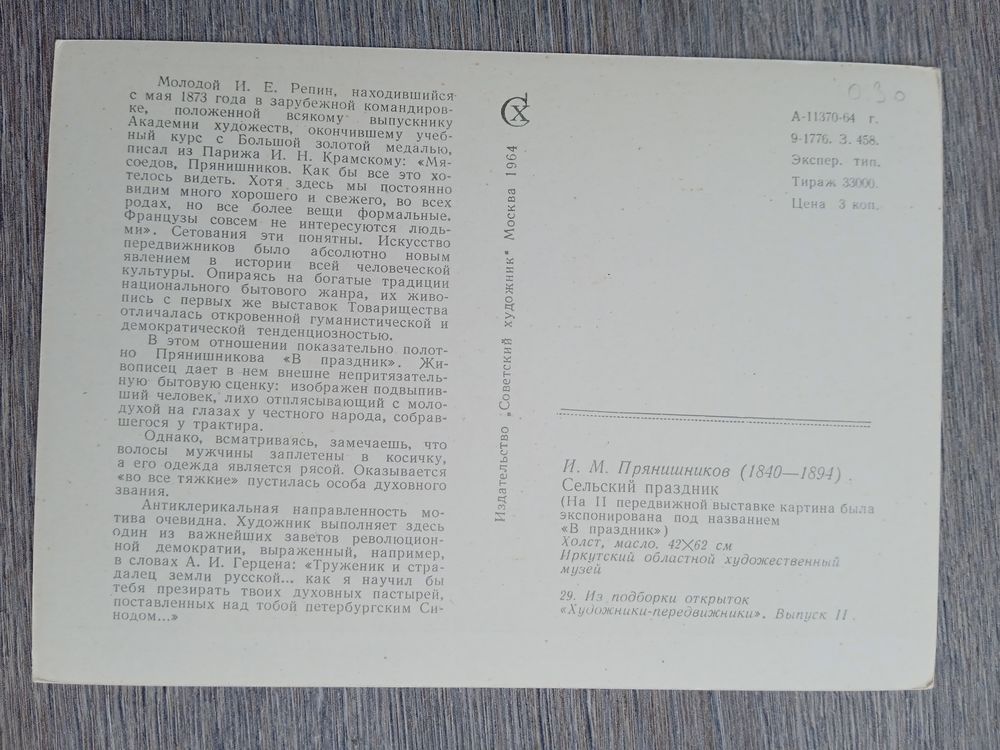 Молодой И. Е. Репин, находившийся
с мая 1873 года в зарубежной командиров-
ке, положенной всякому выпускнику
Академии художеств, окончившему учеб-
ный курс с Большой золотой медалью,
писал из Парижа И. Н. Крамскому: «Мя-
соедов, Прянишников. Как бы все это хо-
телось видеть. Хотя здесь мы постоянно
видим много хорошего и свежего, во всех
родах, но все более вещи формальные.
Французы совсем не интересуются людь-
ми». Сетования эти понятны. Искусство
передвижников было абсолютно новым
явлением в истории всей человеческой
культуры. Опираясь на богатые традиции
национального бытового жанра, их живо-
пись с первых же выставок Товарищества
отличалась откровенной гуманистической и
демократической тенденциозностью.
В этом отношении показательно полот-
но Прянишникова «В праздник». Жи-
вописец дает в нем внешне непритязатель-
ную бытовую сценку: изображен подвыпив-
ший человек, лихо отплясывающий с моло-
духой на глазах у честного народа, собрав-
шегося у трактира.
Однако, всматриваясь, замечаешь, что
волосы мужчины заплетены в косичку,
а его одежда является рясой. Оказывается
«во все тяжкие» пустилась особа духовного
звания.
Антиклерикальная направленность мо-
тива очевидна. Художник выполняет здесь
один из важнейших заветов революцион-
ной демократии, выраженный, например,
в словах А. И. Герцена: «Труженик и стра-
далец земли русской... как я научил бы
тебя презирать твоих духовных пастырей,
поставленных над тобой петербургским Си-
нодом...»
СХ
Издательство „Советский художник" Москва 1964
0.30
А-11370-64 г.
9-1776. З. 458.
Экспер. тип.
Тираж 33000.
Цена 3 коп.
И. М. Прянишников (1840—1894).
Сельский праздник
(На II передвижной выставке картина была
экспонирована под названием
«В праздник»)
Холст, масло. 42×62 см
Иркутский областной художественный
музей
29. Из подборки открыток
«Художники-передвижники». Выпуск II.